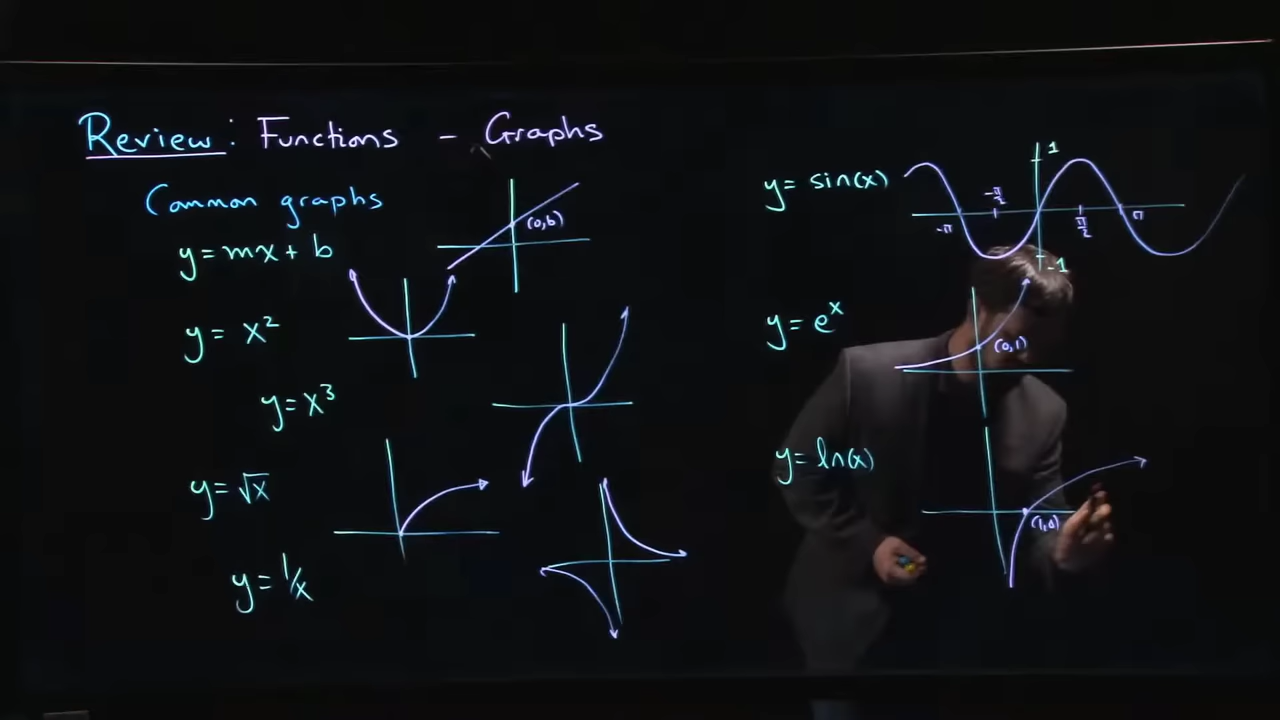 Review: Functions - Graphs
Common graphs
y = mx + b
(0,b)
y = x²
y = x³
y = √x
y = 1/x
y = sin(x)
1
-π/2
-π
π/2
π
-1
y = eˣ
(0,1)
y = ln(x)
(1,0)